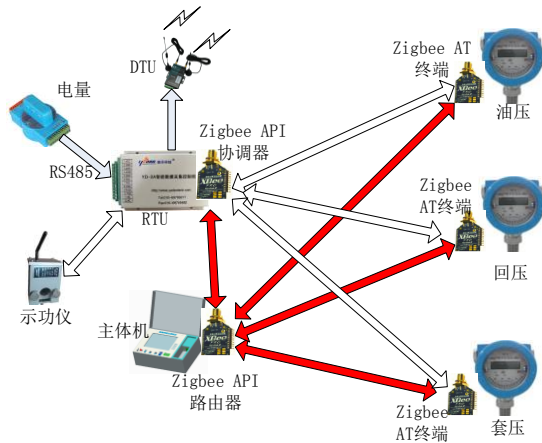 DTU
Zigbee AT
终端
油压
电量
Zigbee API
协调器
RS485
RTU
Zigbee
AT终端
回压
示功仪
主体机
Zigbee API
路由器
Zigbee
AT终端
套压